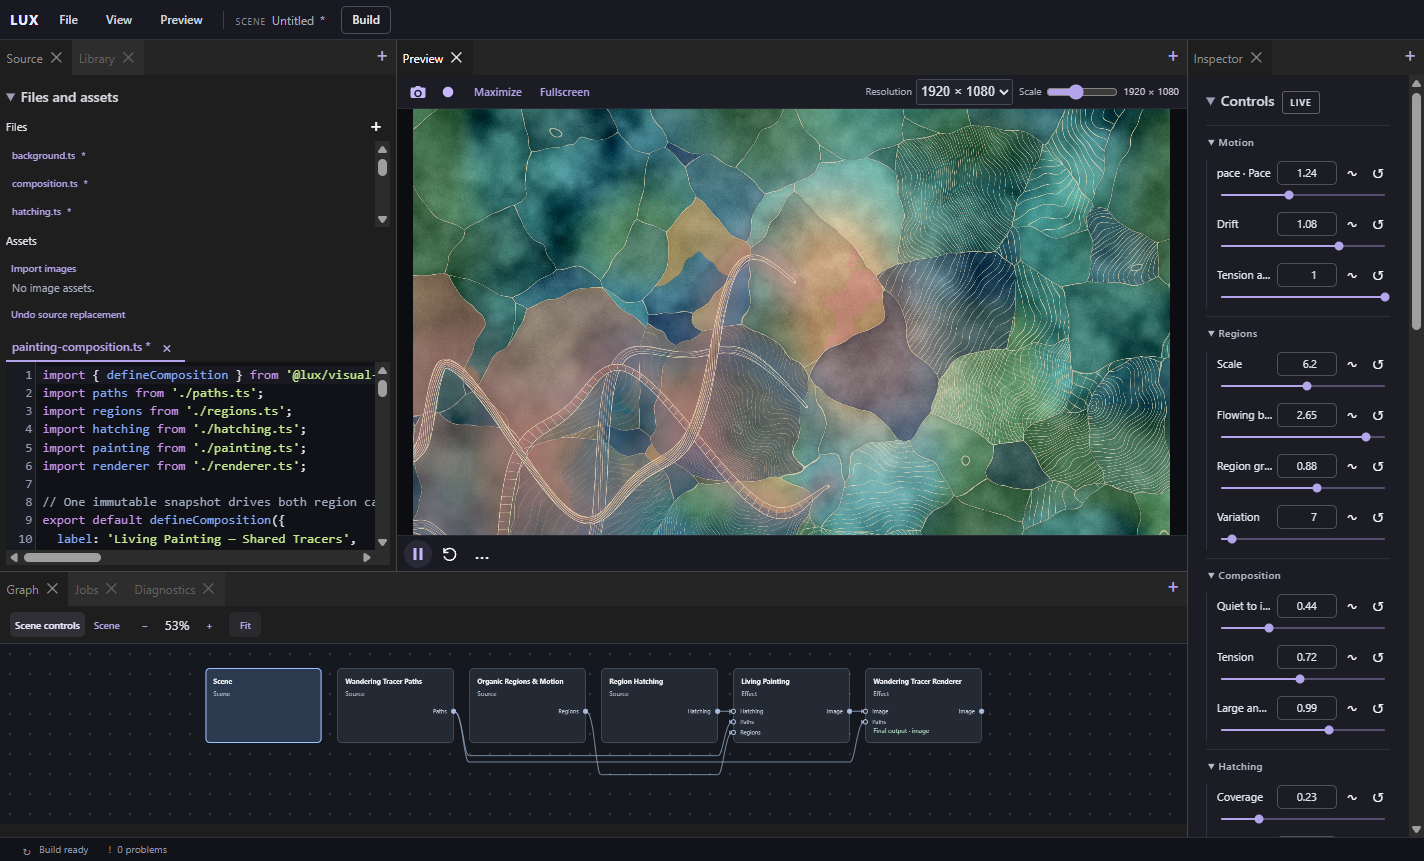 LUX File View Preview SCENE Untitled * Build
Source Library +
Files and assets
Files +
background.ts *
composition.ts *
hatching.ts *
Assets
Import images
No image assets.
Undo source replacement
painting-composition.ts *
1 import { defineComposition } from '@lux/visual-
2 import paths from './paths.ts';
3 import regions from './regions.ts';
4 import hatching from './hatching.ts';
5 import painting from './painting.ts';
6 import renderer from './renderer.ts';
7
8 // One immutable snapshot drives both region ca
9 export default defineComposition({
10 label: 'Living Painting — Shared Tracers',
Preview +
Maximize Fullscreen Resolution 1920 × 1080 Scale 1920 × 1080
...
Graph Jobs Diagnostics +
Scene controls Scene − 53% + Fit
Scene
Scene
Wandering Tracer Paths
Source
Paths
Organic Regions & Motion
Source
Regions
Region Hatching
Source
Hatching
Living Painting
Effect
Hatching Image
Paths
Regions
Wandering Tracer Renderer
Effect
Image Image
Paths
Final output · image
Inspector +
Controls LIVE
Motion
pace · Pace 1.24
Drift 1.08
Tension a... 1
Regions
Scale 6.2
Flowing b... 2.65
Region gr... 0.88
Variation 7
Composition
Quiet to i... 0.44
Tension 0.72
Large an... 0.99
Hatching
Coverage 0.23
Build ready ! 0 problems